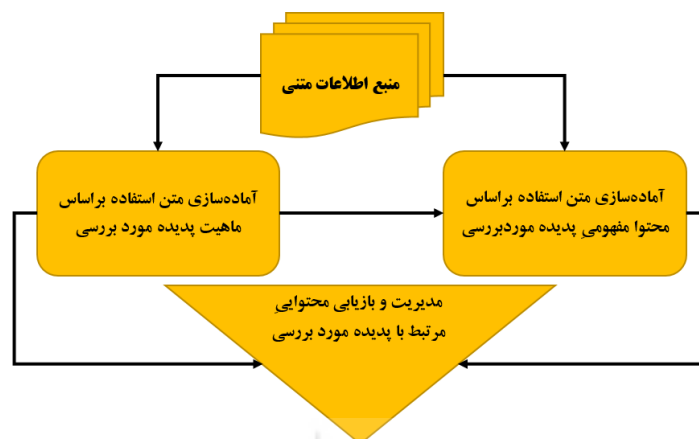 منبع اطلاعات متنی
آماده‌سازی متن استفاده براساس
محتوا مفهومیِ پدیده موردبررسی
آماده‌سازی متن استفاده براساس
ماهیت پدیده مورد بررسی
مدیریت و بازیابی محتواییِ
مرتبط با پدیده مورد بررسی